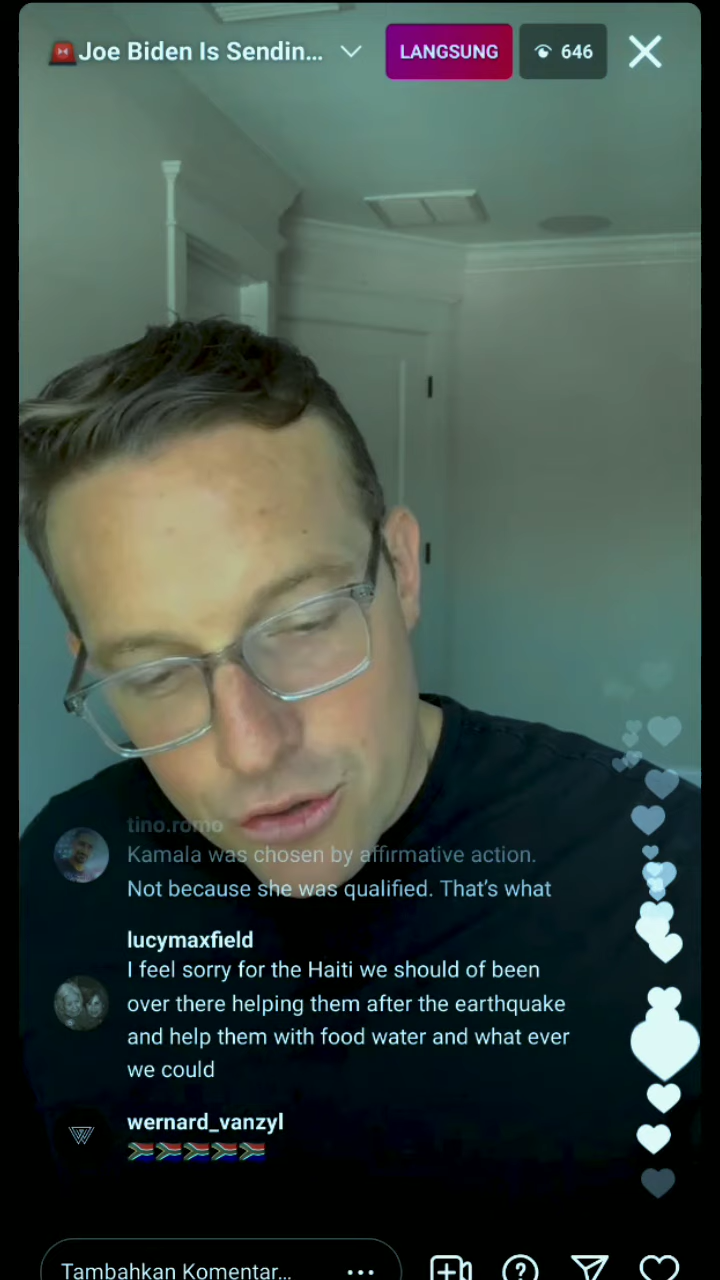 🚨Joe Biden Is Sendin...
LANGSUNG
646
tino.romo
Kamala was chosen by affirmative action.
Not because she was qualified. That's what
lucymaxfield
I feel sorry for the Haiti we should of been
over there helping them after the earthquake
and help them with food water and what ever
we could
wernard_vanzyl
🇿🇦🇿🇦🇿🇦🇿🇦🇿🇦
Tambahkan Komentar...